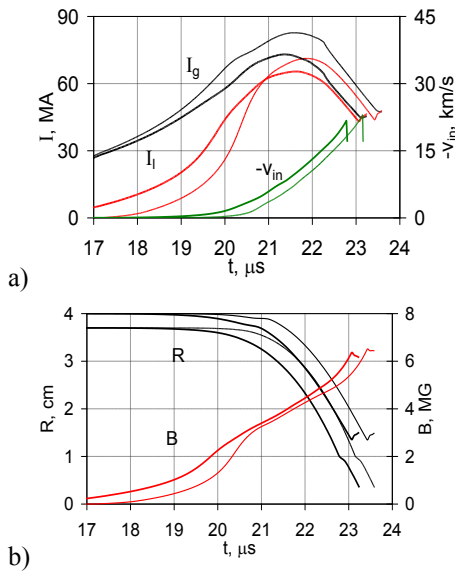 90
45
I_g
60
30
I, MA
-v_in, km/s
I_l
30
15
-v_in
0
0
17 18 19 20 21 22 23 24
t, μs
a)
4
8
3
6
R
R, cm
B, MG
2
4
B
1
2
0
0
17 18 19 20 21 22 23 24
t, μs
b)